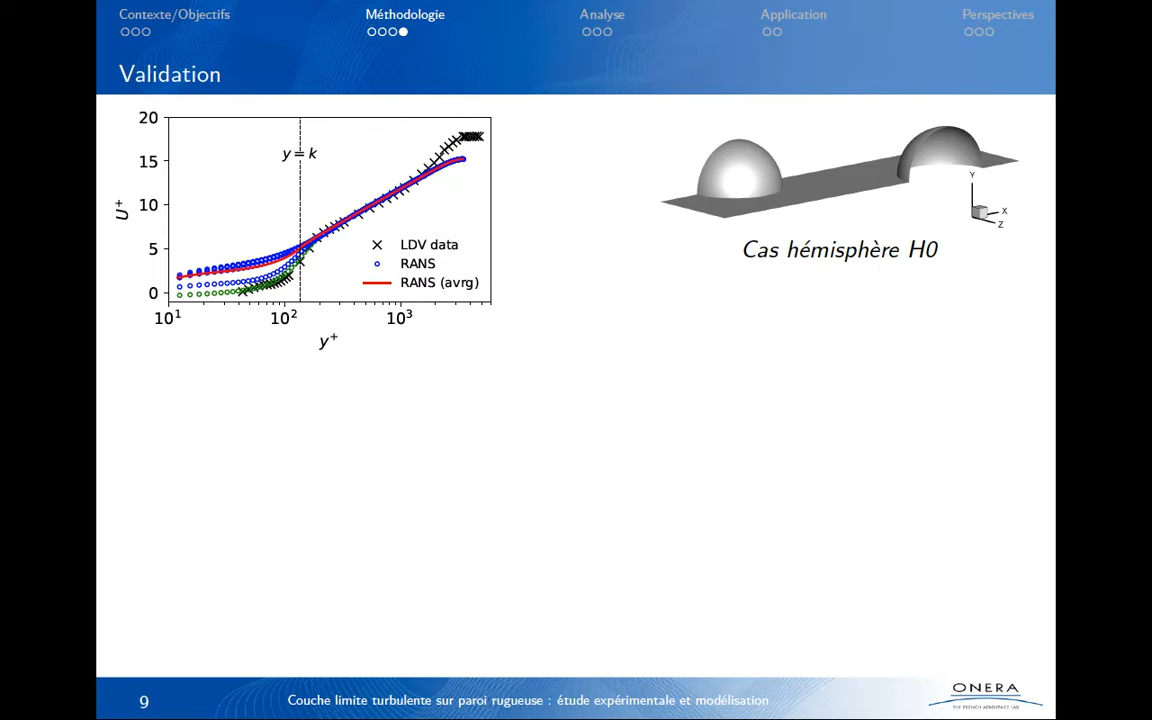 Contexte/Objectifs
Méthodologie
Analyse
Application
Perspectives
Validation
20
15
10
5
0
U⁺
y = k
LDV data
RANS
RANS (avrg)
10¹
10²
10³
y⁺
Y
X
Z
Cas hémisphère H0
9
Couche limite turbulente sur paroi rugueuse : étude expérimentale et modélisation
ONERA
THE FRENCH AEROSPACE LAB